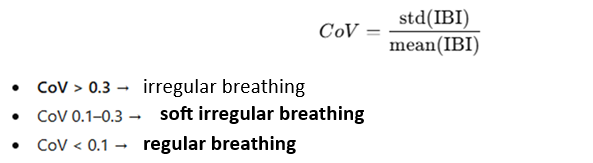 CoV = std(IBI) / mean(IBI)
• CoV > 0.3 → irregular breathing
• CoV 0.1–0.3 → soft irregular breathing
• CoV < 0.1 → regular breathing